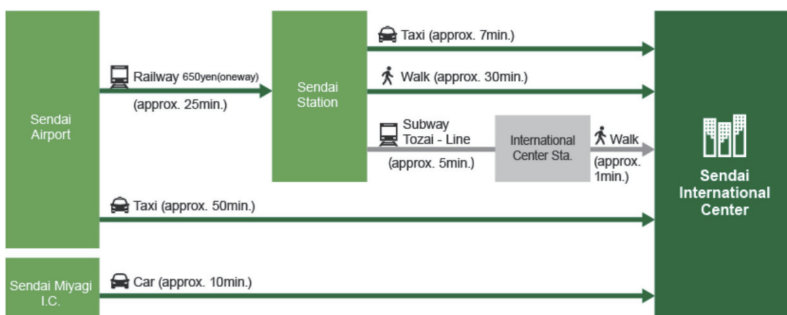 Sendai
Airport
Railway 650yen(oneway)
(approx. 25min.)
Sendai
Station
Taxi (approx. 7min.)
Walk (approx. 30min.)
Subway
Tozai - Line
(approx. 5min.)
International
Center Sta.
Walk
(approx.
1min.)
Taxi (approx. 50min.)
Sendai Miyagi
I.C.
Car (approx. 10min.)
Sendai
International
Center